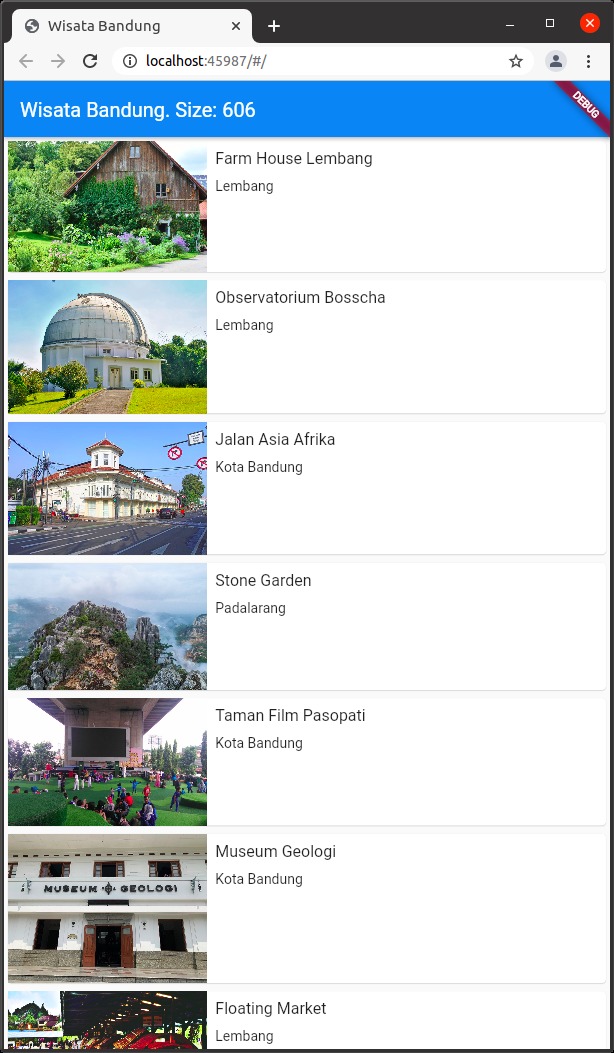 Wisata Bandung
localhost:45987/#/
Wisata Bandung. Size: 606
DEBUG
Farm House Lembang
Lembang
Observatorium Bosscha
Lembang
Jalan Asia Afrika
Kota Bandung
Stone Garden
Padalarang
Taman Film Pasopati
Kota Bandung
MUSEUM GEOLOGI
Museum Geologi
Kota Bandung
Floating Market
Lembang